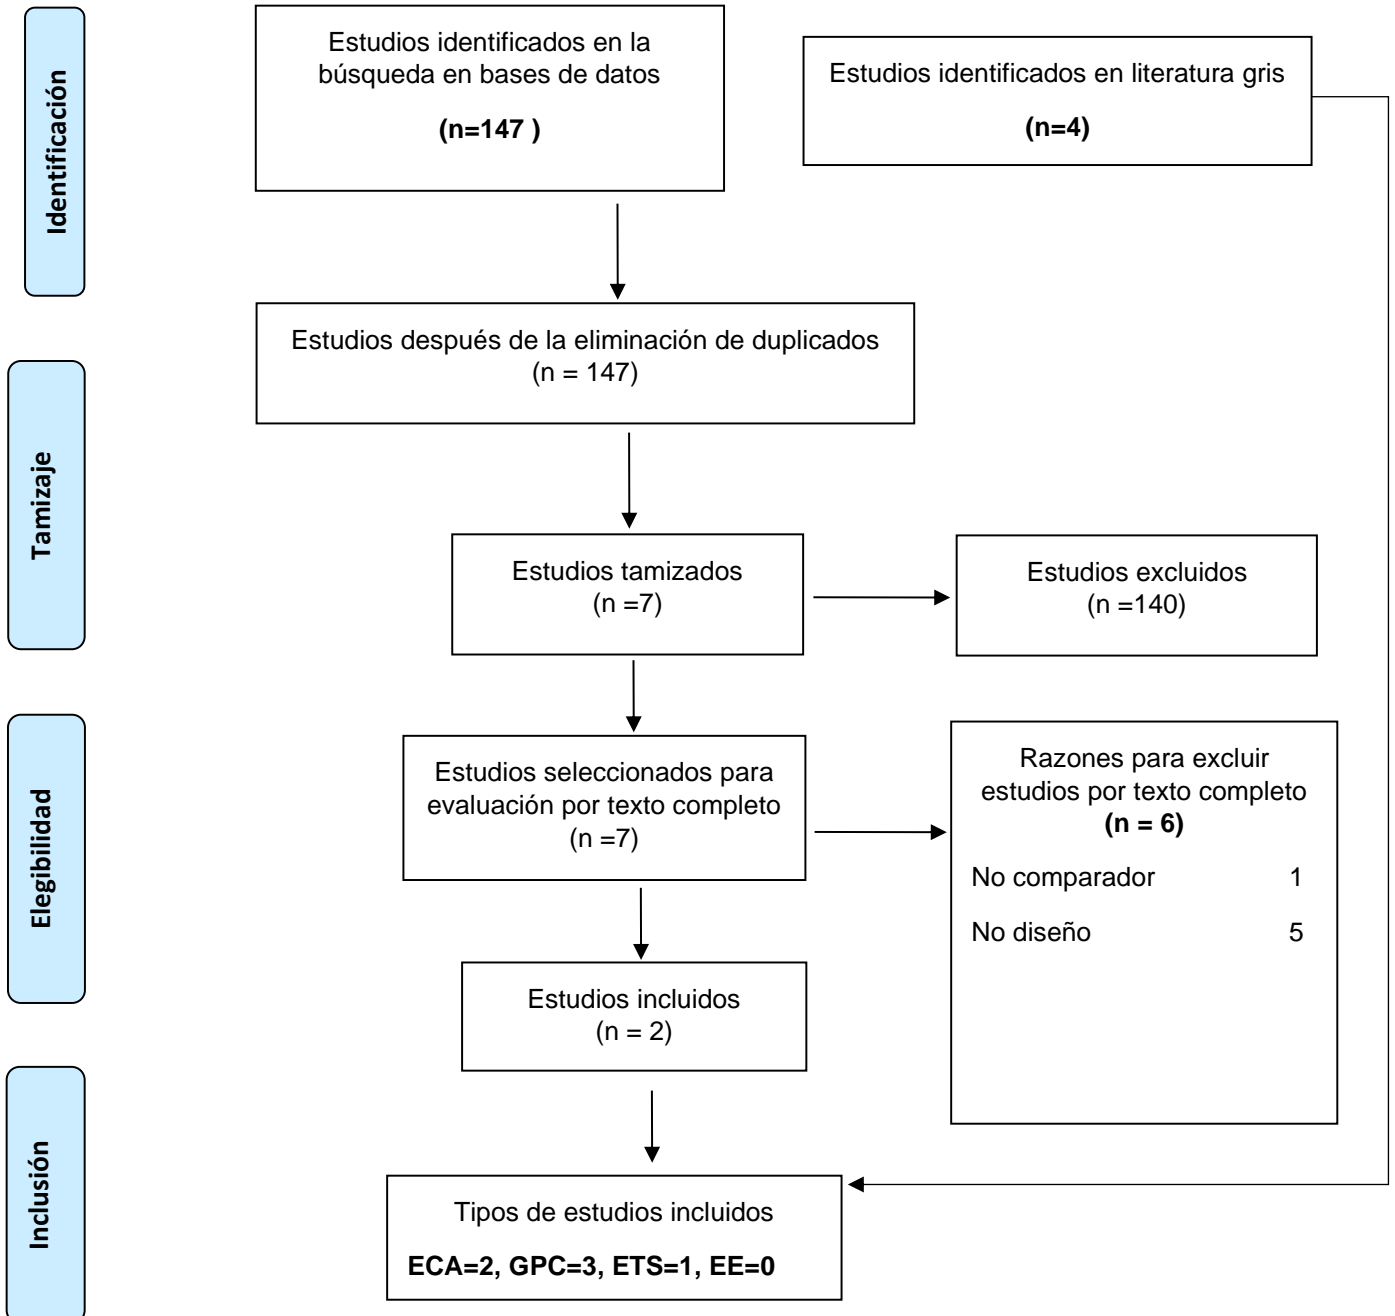 Identificación
Estudios identificados en la
búsqueda en bases de datos
(n=147 )
Estudios identificados en literatura gris
(n=4)
Estudios después de la eliminación de duplicados
(n = 147)
Tamizaje
Estudios tamizados
(n =7)
Estudios excluidos
(n =140)
Elegibilidad
Estudios seleccionados para
evaluación por texto completo
(n =7)
Razones para excluir
estudios por texto completo
(n = 6)
No comparador 1
No diseño 5
Estudios incluidos
(n = 2)
Inclusión
Tipos de estudios incluidos
ECA=2, GPC=3, ETS=1, EE=0